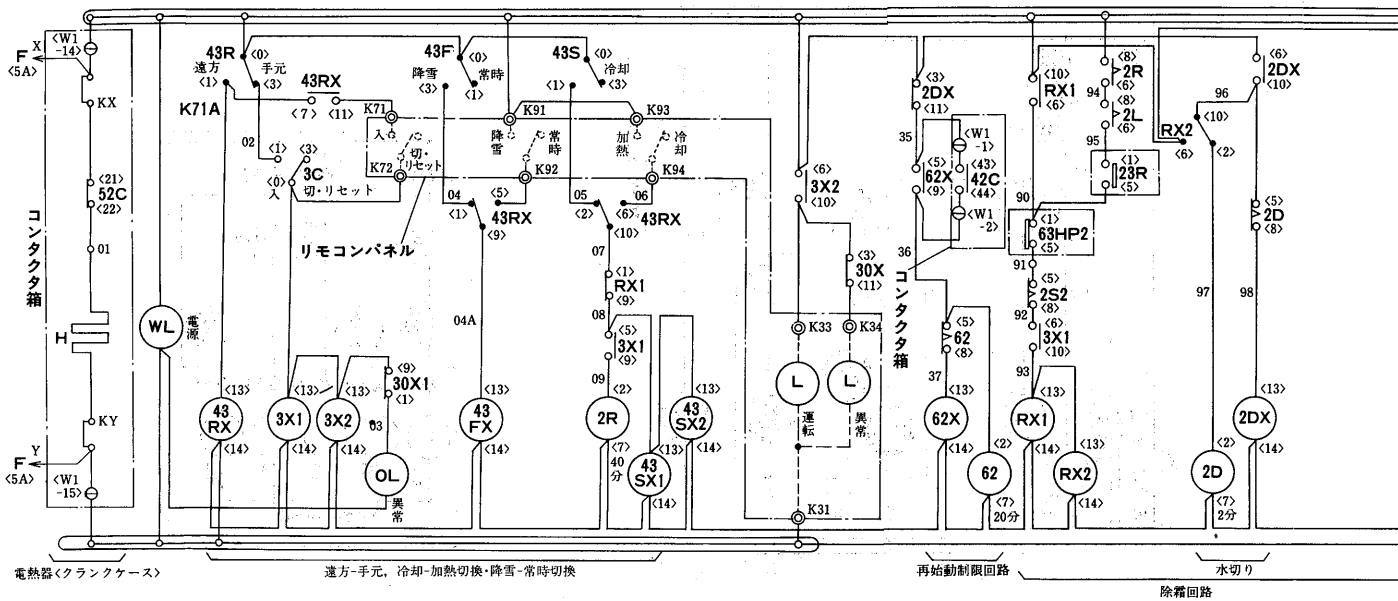 コンタクタ箱
X
F
<5A>
<W1
-14>
KX
52C
<21>
<22>
01
H
KY
Y
F
<5A>
<W1
-15>
電熱器<クランクケース>
WL
電源
43R
<0>
遠方
手元
<1>
<3>
K71A
43RX
<7>
<11>
02
<1>
<3>
3C
<0>
入
切・リセット
K71
入
切・
リセット
K72
リモコンパネル
43F
<0>
降雪
常時
<3>
<1>
43S
<0>
冷却
<1>
<3>
K91
降雪
常時
K92
K93
加熱
冷却
K94
04
<1>
<5>
43RX
<9>
05
<2>
06
<6>
43RX
<10>
07
<1>
RX1
<9>
08
<5>
3X1
<9>
09
04A
<13>
43
RX
<14>
<13>
3X1
<14>
<13>
3X2
<14>
<9>
30X1
<1>
03
OL
異常
<13>
43
FX
<14>
<2>
2R
<7>
40
分
<13>
43
SX1
<14>
<13>
43
SX2
<14>
遠方-手元, 冷却-加熱切換・降雪-常時切換
<6>
3X2
<10>
<3>
30X
<11>
K33
K34
L
運転
L
異常
K31
<3>
2DX
<11>
35
<5>
62X
<9>
36
<W1
-1>
<43>
42C
<44>
<W1
-2>
コンタクタ箱
<5>
62
<8>
37
<13>
62X
<14>
<2>
62
<7>
20分
再始動制限回路
<10>
RX1
<6>
<8>
2R
<6>
94
<8>
2L
<6>
95
<1>
23R
<5>
90
<1>
63HP2
<5>
91
<5>
2S2
<8>
92
<6>
3X1
<10>
93
<13>
RX1
<14>
<13>
RX2
<14>
RX2
<6>
<10>
<2>
96
<6>
2DX
<10>
<5>
2D
<8>
97
98
<2>
2D
<7>
2分
<13>
2DX
<14>
水切り
除霜回路